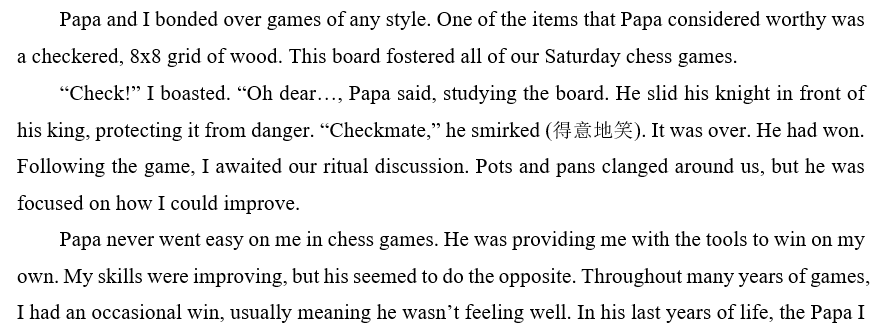 Papa and I bonded over games of any style. One of the items that Papa considered worthy was
a checkered, 8x8 grid of wood. This board fostered all of our Saturday chess games.
“Check!” I boasted. “Oh dear…, Papa said, studying the board. He slid his knight in front of
his king, protecting it from danger. “Checkmate,” he smirked (得意地笑). It was over. He had won.
Following the game, I awaited our ritual discussion. Pots and pans clanged around us, but he was
focused on how I could improve.
Papa never went easy on me in chess games. He was providing me with the tools to win on my
own. My skills were improving, but his seemed to do the opposite. Throughout many years of games,
I had an occasional win, usually meaning he wasn’t feeling well. In his last years of life, the Papa I